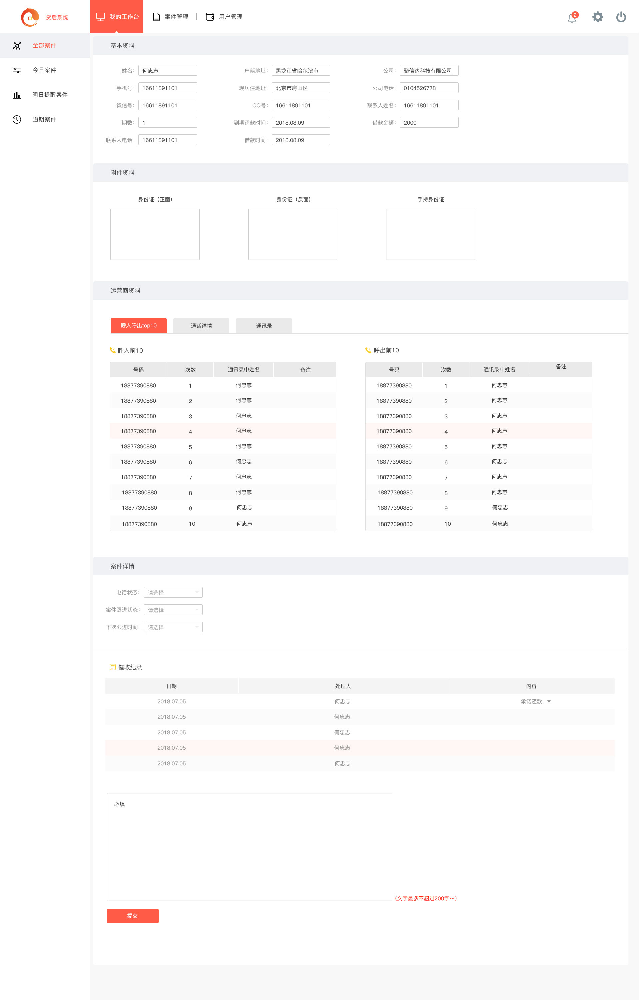 贷后系统
我的工作台 案件管理 用户管理 2
全部案件
今日案件
明日提醒案件
逾期案件
基本资料
姓名： 何忠志 户籍地址： 黑龙江省哈尔滨市 公司： 聚信达科技有限公司
手机号： 16611891101 现居住地址： 北京市房山区 公司电话： 0104526778
微信号： 16611891101 QQ号： 16611891101 联系人姓名： 16611891101
期数： 1 到期还款时间： 2018.08.09 借款金额： 2000
联系人电话： 16611891101 借款时间： 2018.08.09
附件资料
身份证（正面） 身份证（反面） 手持身份证
运营商资料
呼入呼出top10 通话详情 通讯录
呼入前10 呼出前10
号码 次数 通讯录中姓名 备注 号码 次数 通讯录中姓名 备注
18877390880 1 何忠志 18877390880 1 何忠志
18877390880 2 何忠志 18877390880 2 何忠志
18877390880 3 何忠志 18877390880 3 何忠志
18877390880 4 何忠志 18877390880 4 何忠志
18877390880 5 何忠志 18877390880 5 何忠志
18877390880 6 何忠志 18877390880 6 何忠志
18877390880 7 何忠志 18877390880 7 何忠志
18877390880 8 何忠志 18877390880 8 何忠志
18877390880 9 何忠志 18877390880 9 何忠志
18877390880 10 何忠志 18877390880 10 何忠志
案件详情
电话状态： 请选择
案件跟进状态： 请选择
下次跟进时间： 请选择
催收纪录
日期 处理人 内容
2018.07.05 何忠志 承诺还款
2018.07.05 何忠志
2018.07.05 何忠志
2018.07.05 何忠志
2018.07.05 何忠志
必填
（文字最多不超过200字～）
提交